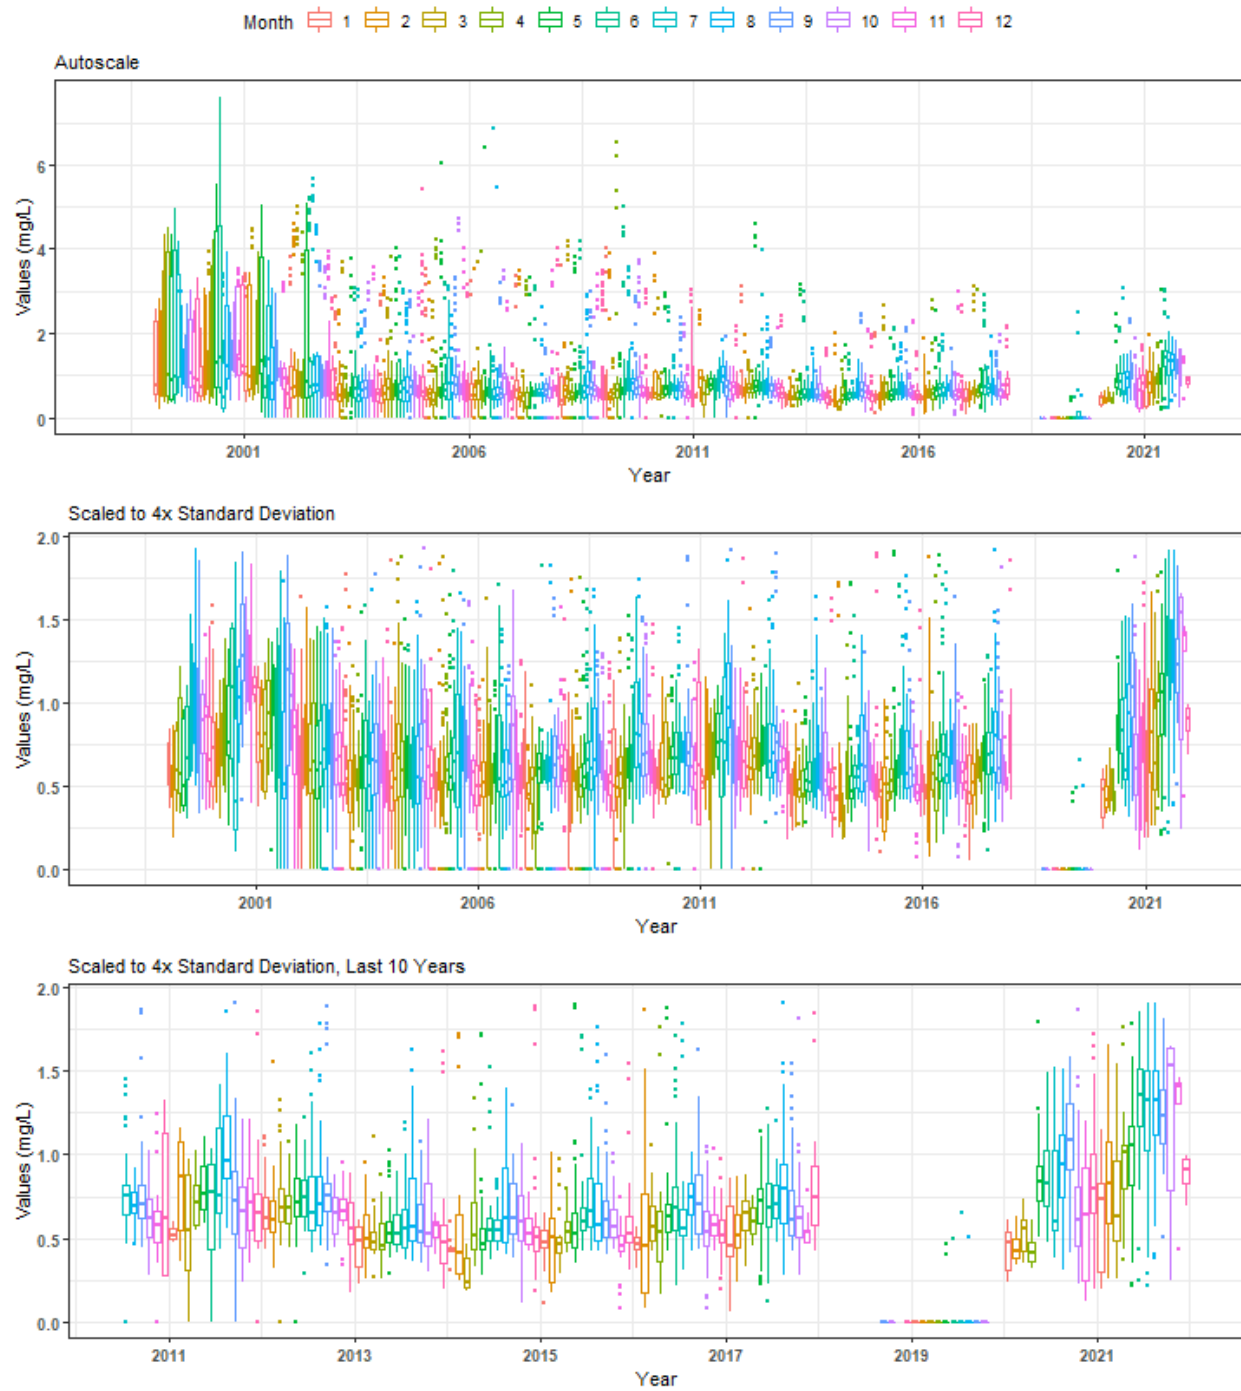 Month 1 2 3 4 5 6 7 8 9 10 11 12
Autoscale
Values (mg/L)
6
4
2
0
2001 2006 2011 2016 2021
Year
Scaled to 4x Standard Deviation
Values (mg/L)
2.0
1.5
1.0
0.5
0.0
2001 2006 2011 2016 2021
Year
Scaled to 4x Standard Deviation, Last 10 Years
Values (mg/L)
2.0
1.5
1.0
0.5
0.0
2011 2013 2015 2017 2019 2021
Year